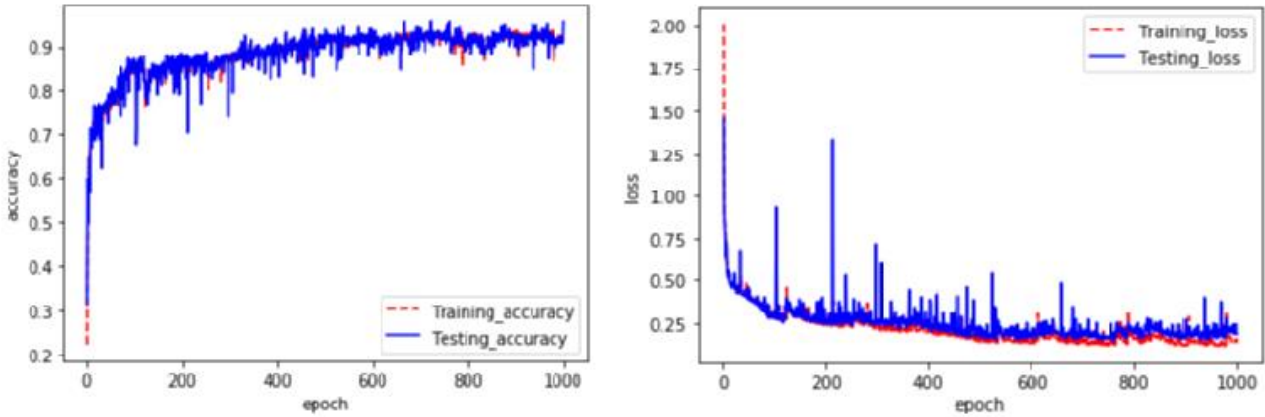 0.9
0.8
0.7
0.6
0.5
0.4
0.3
0.2
accuracy
0 200 400 600 800 1000
epoch
Training_accuracy
Testing_accuracy
2.00
1.75
1.50
1.25
1.00
0.75
0.50
0.25
loss
0 200 400 600 800 1000
epoch
Training_loss
Testing_loss